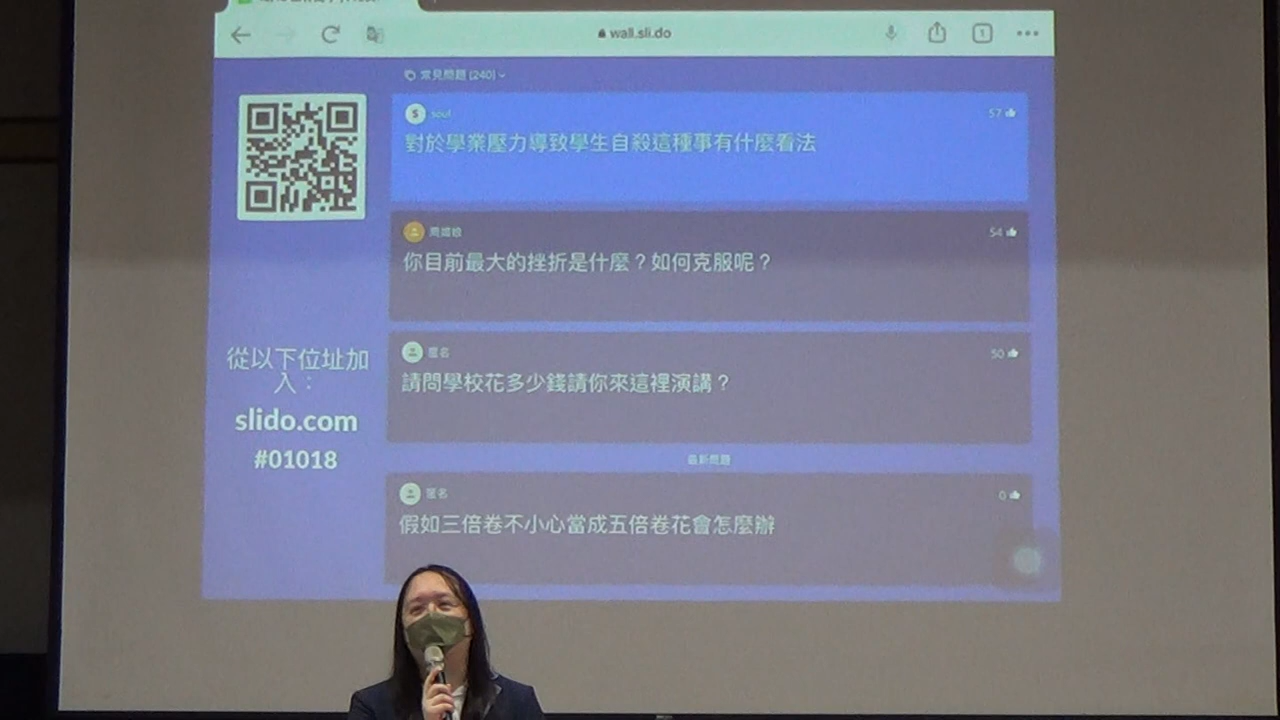 wall.sli.do
常見問題 (240)
S soul 57
對於學業壓力導致學生自殺這種事有什麼看法
54
你目前最大的挫折是什麼？如何克服呢？
匿名 50
請問學校花多少錢請你來這裡演講？
最新問題
匿名 0
假如三倍卷不小心當成五倍卷花會怎麼辦
從以下位址加
入：
slido.com
#01018